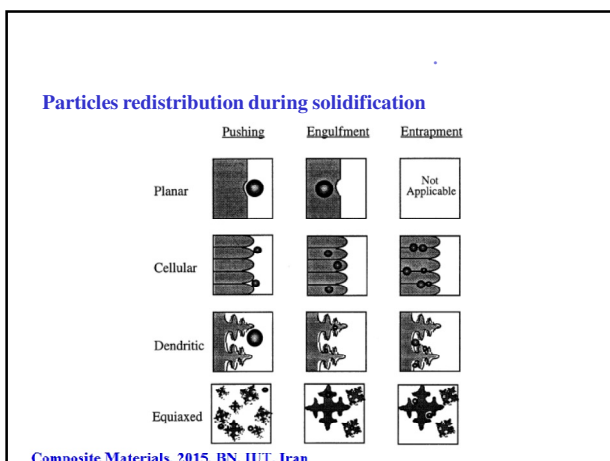 Particles redistribution during solidification
Pushing Engulfment Entrapment
Planar
Not
Applicable
Cellular
Dendritic
Equiaxed
Composite Materials, 2015, BN, IUT, Iran